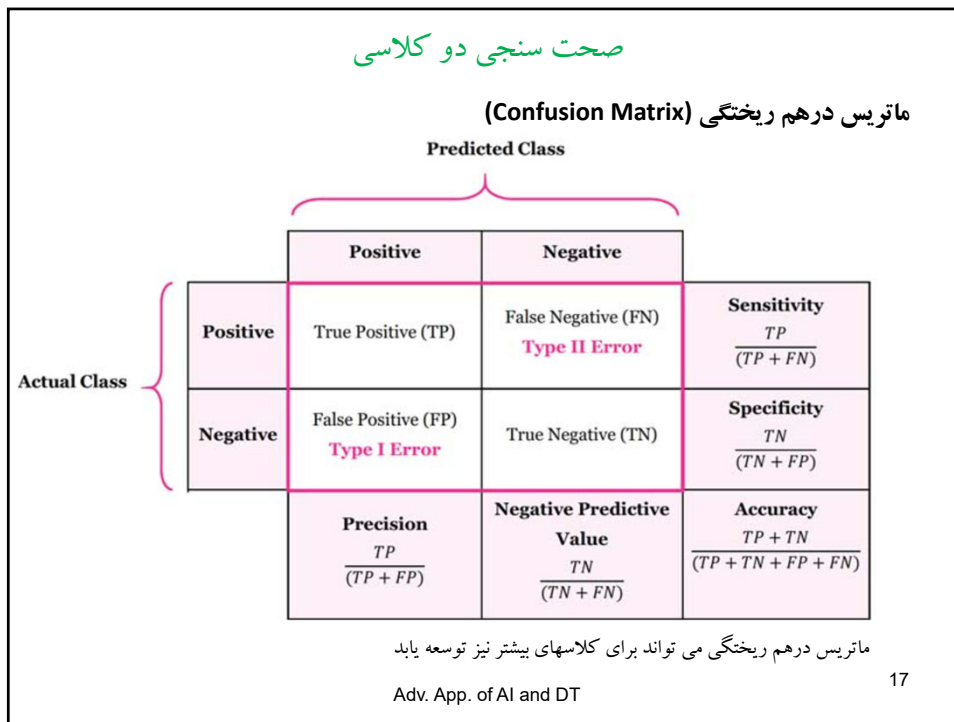 صحت سنجی دو کلاسی
ماتریس درهم ریختگی (Confusion Matrix)
Predicted Class
Positive
Negative
Actual Class
Positive
True Positive (TP)
False Negative (FN)
Type II Error
Sensitivity
TP
(TP + FN)
Negative
False Positive (FP)
Type I Error
True Negative (TN)
Specificity
TN
(TN + FP)
Precision
TP
(TP + FP)
Negative Predictive
Value
TN
(TN + FN)
Accuracy
TP + TN
(TP + TN + FP + FN)
ماتریس درهم ریختگی می تواند برای کلاسهای بیشتر نیز توسعه یابد
Adv. App. of AI and DT
17